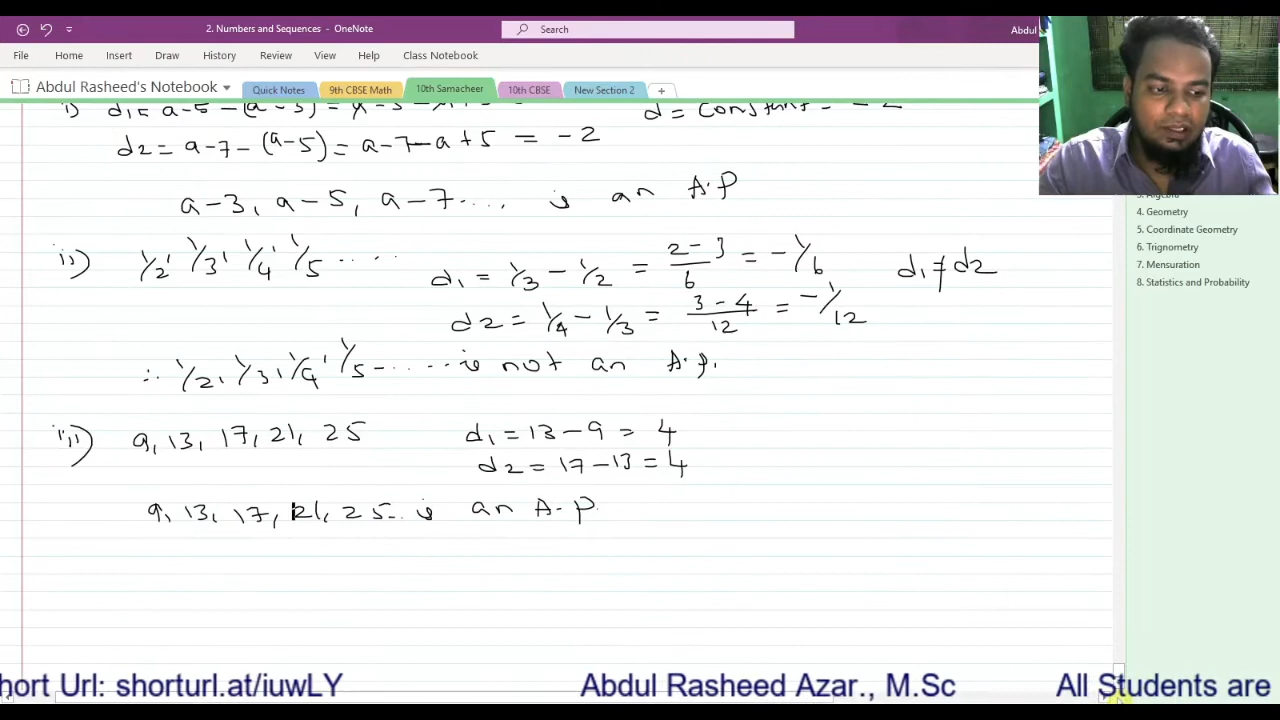 2. Numbers and Sequences - OneNote
Search
Abdul
File Home Insert Draw History Review View Help Class Notebook
Abdul Rasheed's Notebook
Quick Notes 9th CBSE Math 10th Samacheer 10th CBSE New Section 2 +
d = constant = -2
d2 = a-7-(a-5) = a-7-a+5 = -2
a-3, a-5, a-7.... is an A.P
ii) 1/2, 1/3, 1/4, 1/5 .....
d1 = 1/3 - 1/2 = 2-3/6 = -1/6
d1 ≠ d2
d2 = 1/4 - 1/3 = 3-4/12 = -1/12
∴ 1/2, 1/3, 1/4, 1/5 ..... is not an A.P.
iii) 9, 13, 17, 21, 25
d1 = 13-9 = 4
d2 = 17-13 = 4
9, 13, 17, 21, 25.. is an A.P.
4. Geometry
5. Coordinate Geometry
6. Trignometry
7. Mensuration
8. Statistics and Probability
hort Url: shorturl.at/iuwLY Abdul Rasheed Azar., M.Sc All Students are